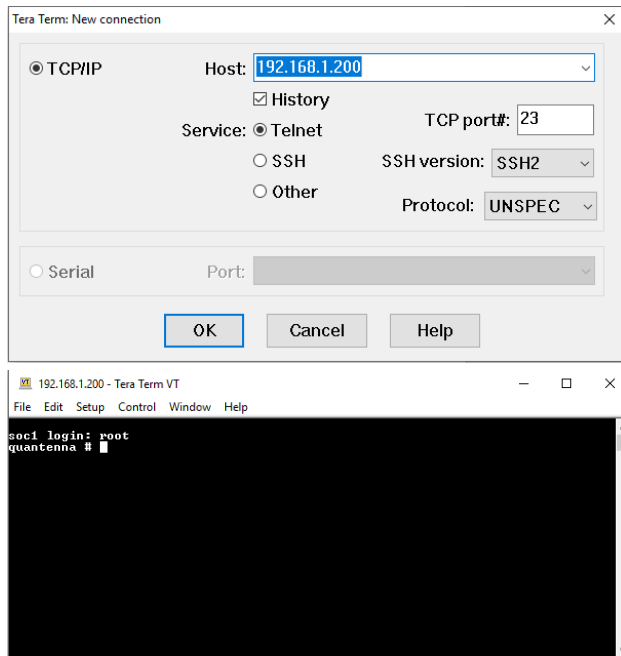 Tera Term: New connection
TCP/IP
Host: 192.168.1.200
History
Service: Telnet
TCP port#: 23
SSH
SSH version: SSH2
Other
Protocol: UNSPEC
Serial
Port:
OK Cancel Help
192.168.1.200 - Tera Term VT
File Edit Setup Control Window Help
soc1 login: root
quantenna #